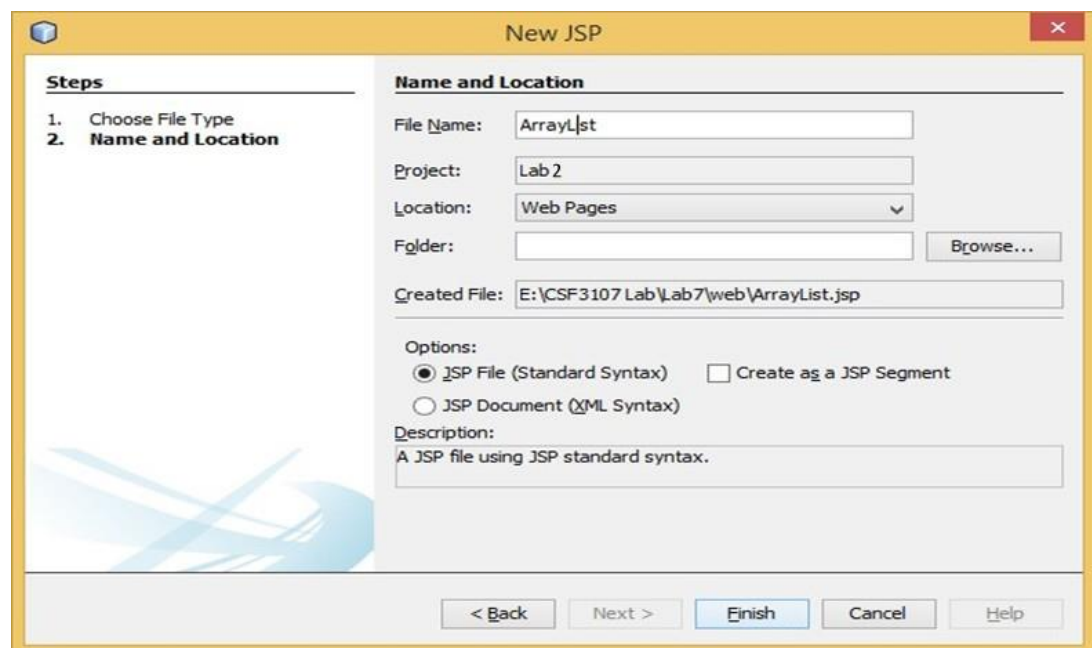 New JSP
Steps
1. Choose File Type
2. Name and Location
Name and Location
File Name: ArrayList
Project: Lab 2
Location: Web Pages
Folder: Browse...
Created File: E:\CSF3107 Lab\Lab7\web\ArrayList.jsp
Options:
JSP File (Standard Syntax) Create as a JSP Segment
JSP Document (XML Syntax)
Description:
A JSP file using JSP standard syntax.
< Back Next > Finish Cancel Help